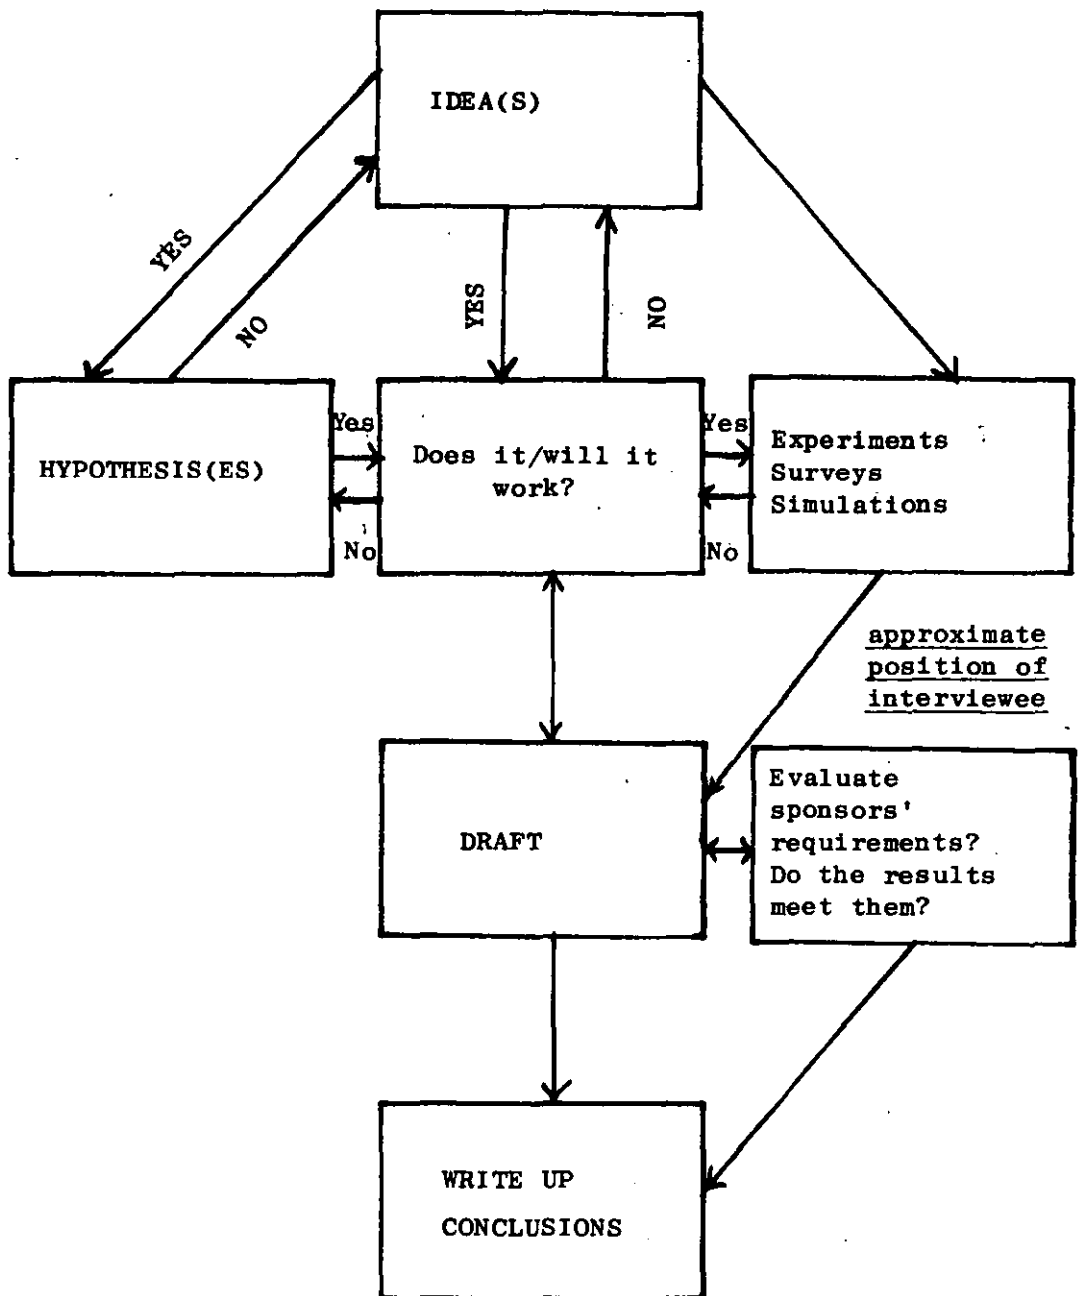 IDEA(S)
YES
NO
YES
NO
HYPOTHESIS(ES)
Yes
No
Does it/will it
work?
Yes
No
Experiments
Surveys
Simulations
approximate
position of
interviewee
DRAFT
Evaluate
sponsors'
requirements?
Do the results
meet them?
WRITE UP
CONCLUSIONS